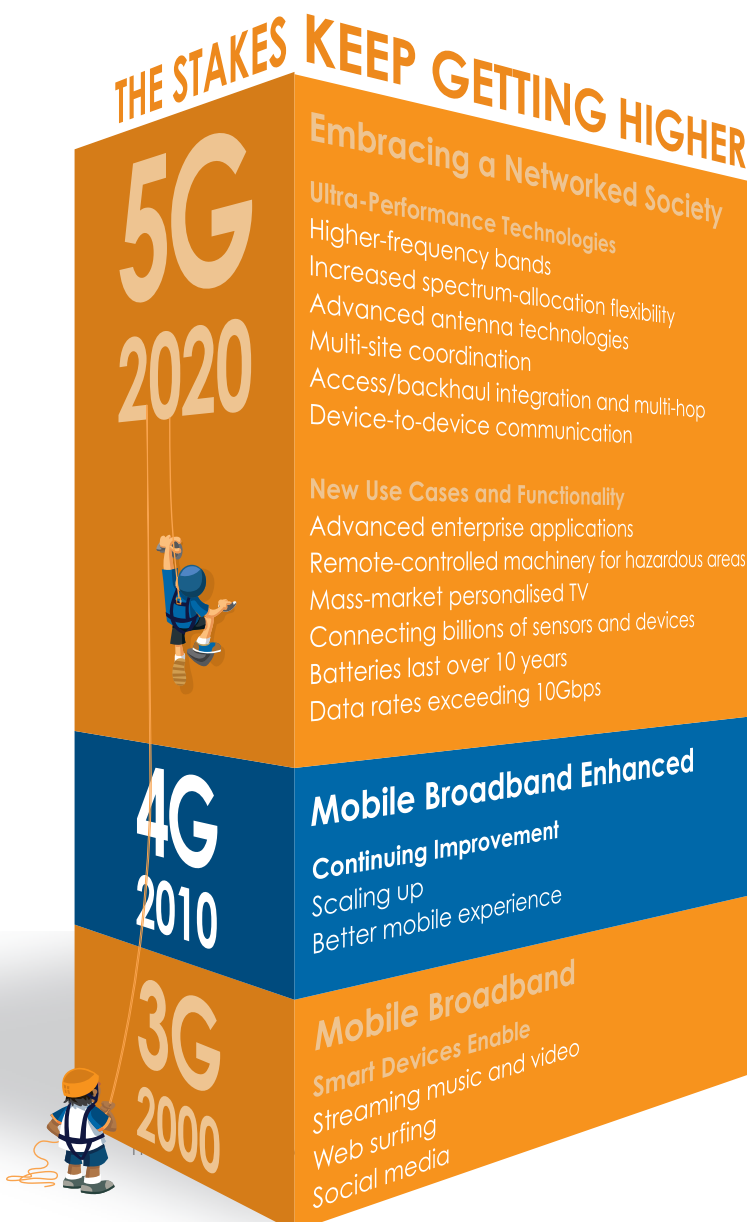 THE STAKES KEEP GETTING HIGHER
5G
2020
Embracing a Networked Society
Ultra-Performance Technologies
Higher-frequency bands
Increased spectrum-allocation flexibility
Advanced antenna technologies
Multi-site coordination
Access/backhaul integration and multi-hop
Device-to-device communication
New Use Cases and Functionality
Advanced enterprise applications
Remote-controlled machinery for hazardous areas
Mass-market personalised TV
Connecting billions of sensors and devices
Batteries last over 10 years
Data rates exceeding 10Gbps
4G
2010
Mobile Broadband Enhanced
Continuing Improvement
Scaling up
Better mobile experience
3G
2000
Mobile Broadband
Smart Devices Enable
Streaming music and video
Web surfing
Social media